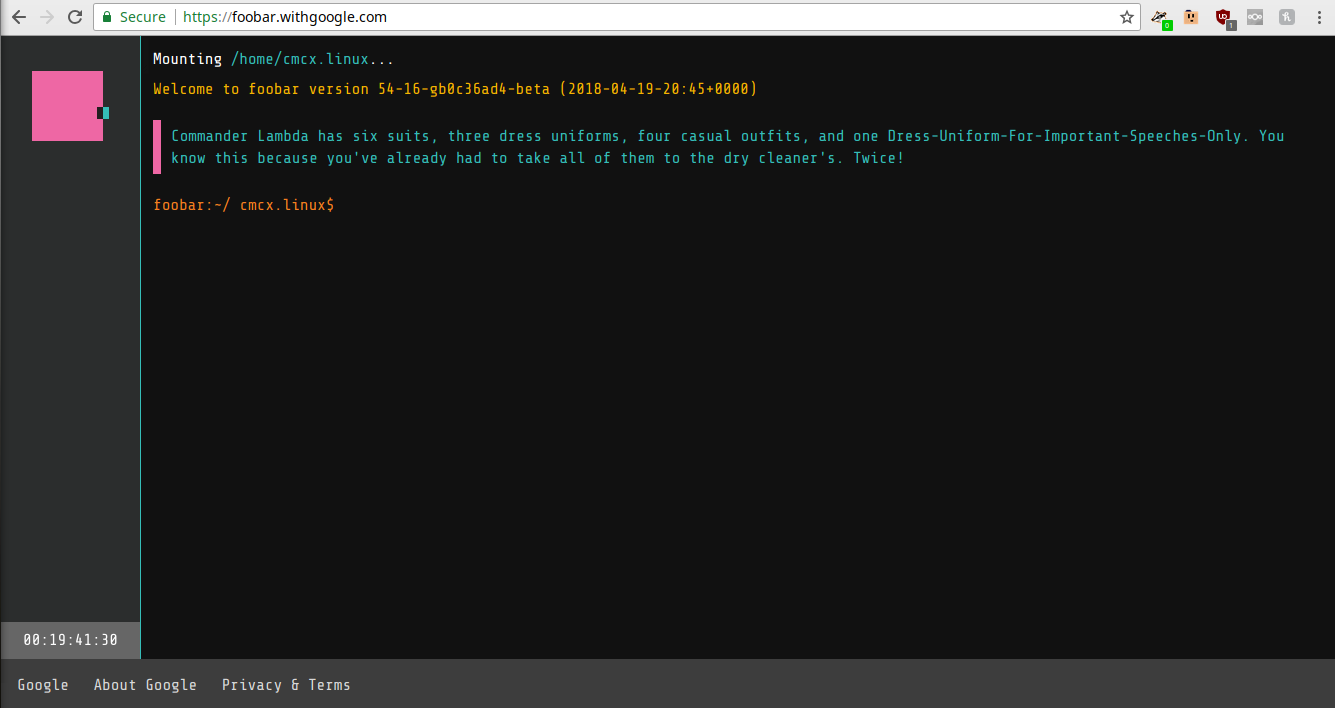 Secure | https://foobar.withgoogle.com
0
UO
1
Mounting /home/cmcx.linux...
Welcome to foobar version 54-16-gb0c36ad4-beta (2018-04-19-20:45+0000)
Commander Lambda has six suits, three dress uniforms, four casual outfits, and one Dress-Uniform-For-Important-Speeches-Only. You
know this because you've already had to take all of them to the dry cleaner's. Twice!
foobar:~/ cmcx.linux$
00:19:41:30
Google About Google Privacy & Terms